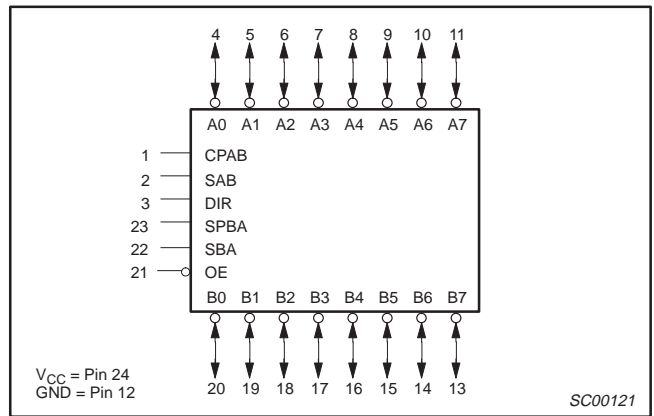 4 5 6 7 8 9 10 11
A0 A1 A2 A3 A4 A5 A6 A7
1 CPAB
2 SAB
3 DIR
23 SPBA
22 SBA
21 OE
B0 B1 B2 B3 B4 B5 B6 B7
20 19 18 17 16 15 14 13
VCC = Pin 24
GND = Pin 12
SC00121